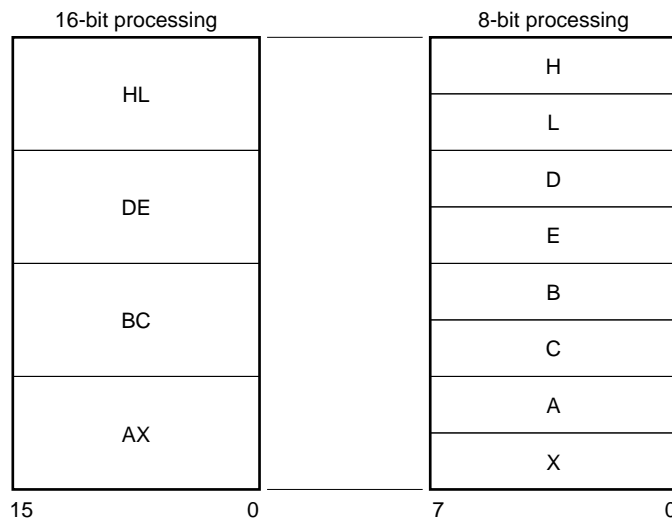 16-bit processing
8-bit processing
HL
DE
BC
AX
H
L
D
E
B
C
A
X
15 0
7 0